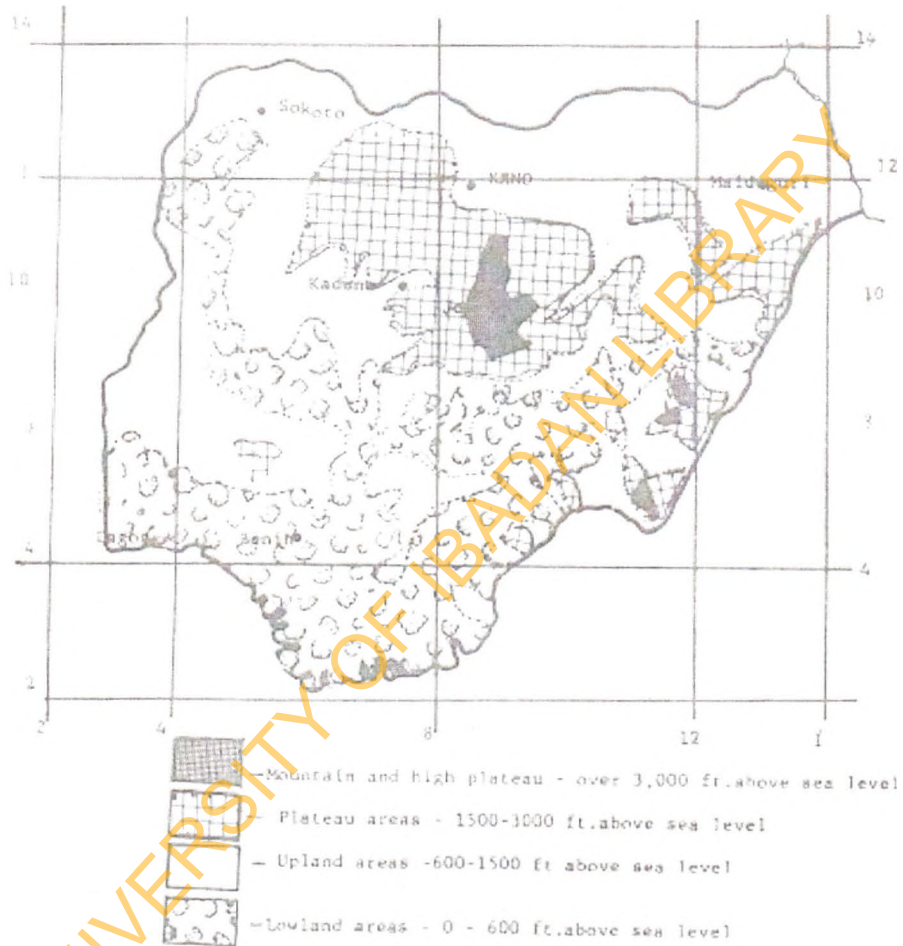 14 14
Sokoto
KANO 12
Maiduguri
10 Kaduna 10
8 8
Benin
4 4
2
2 4 8 12 1
-Mountain and high plateau - over 3,000 ft.above sea level
- Plateau areas - 1500-3000 ft.above sea level
- Upland areas -600-1500 ft above sea level
-Lowland areas - 0 - 600 ft.above sea level
UNIVERSITY OF IBADAN LIBRARY